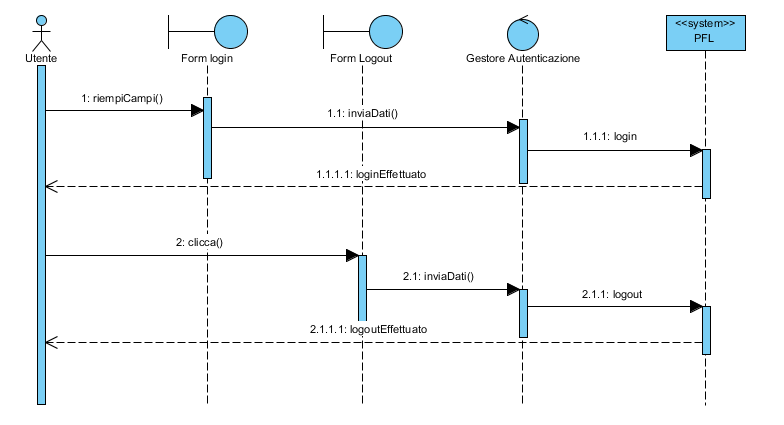 <<system>>
PFL
Utente
Form login
Form Logout
Gestore Autenticazione
1: riempiCampi()
1.1: inviaDati()
1.1.1: login
1.1.1.1: loginEffettuato
2: clicca()
2.1: inviaDati()
2.1.1: logout
2.1.1.1: logoutEffettuato